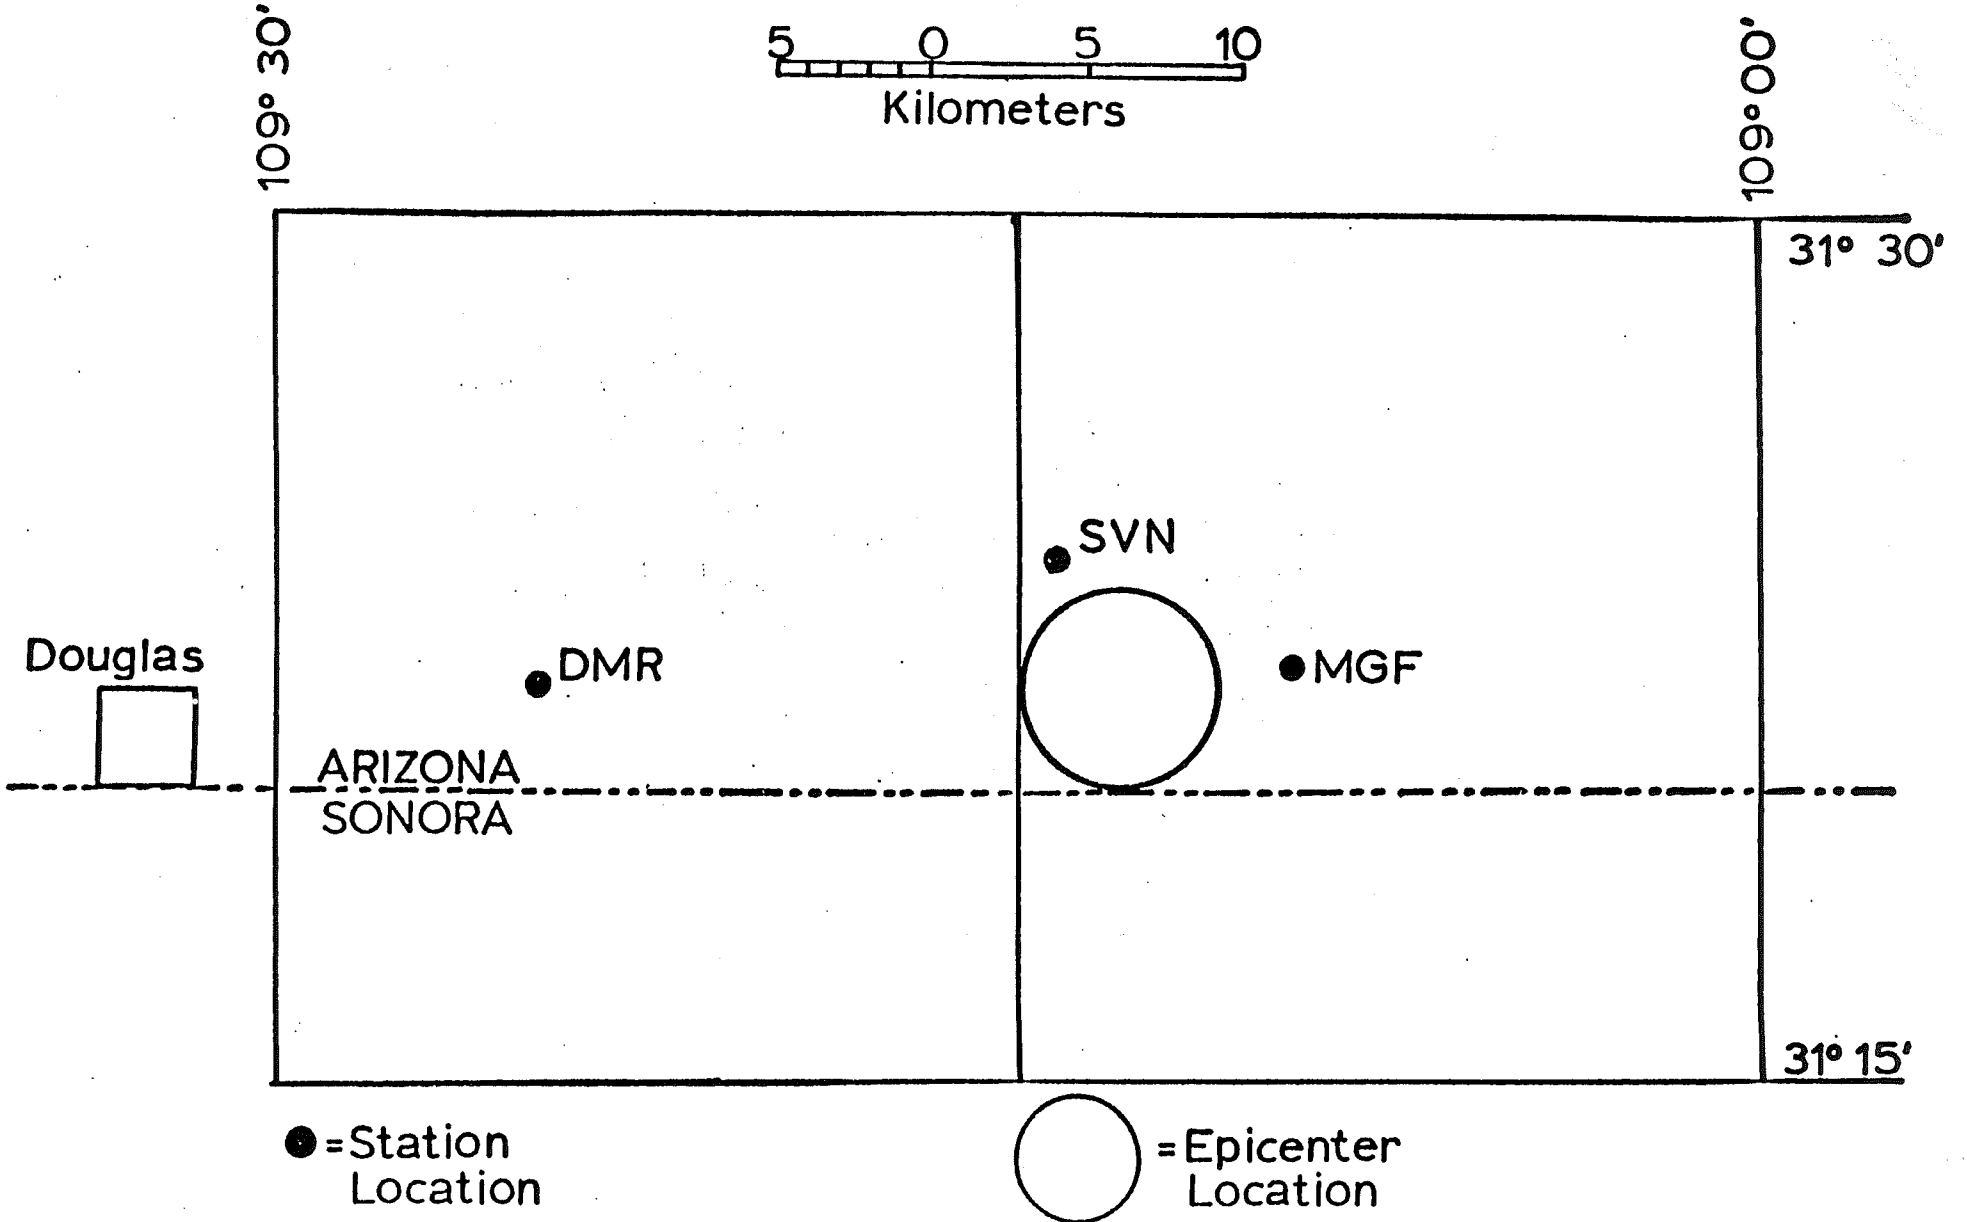 5 0 5 10
Kilometers
109° 30'
109° 00'
31° 30'
SVN
DMR
MGF
Douglas
ARIZONA
SONORA
31° 15'
=Station
Location
=Epicenter
Location